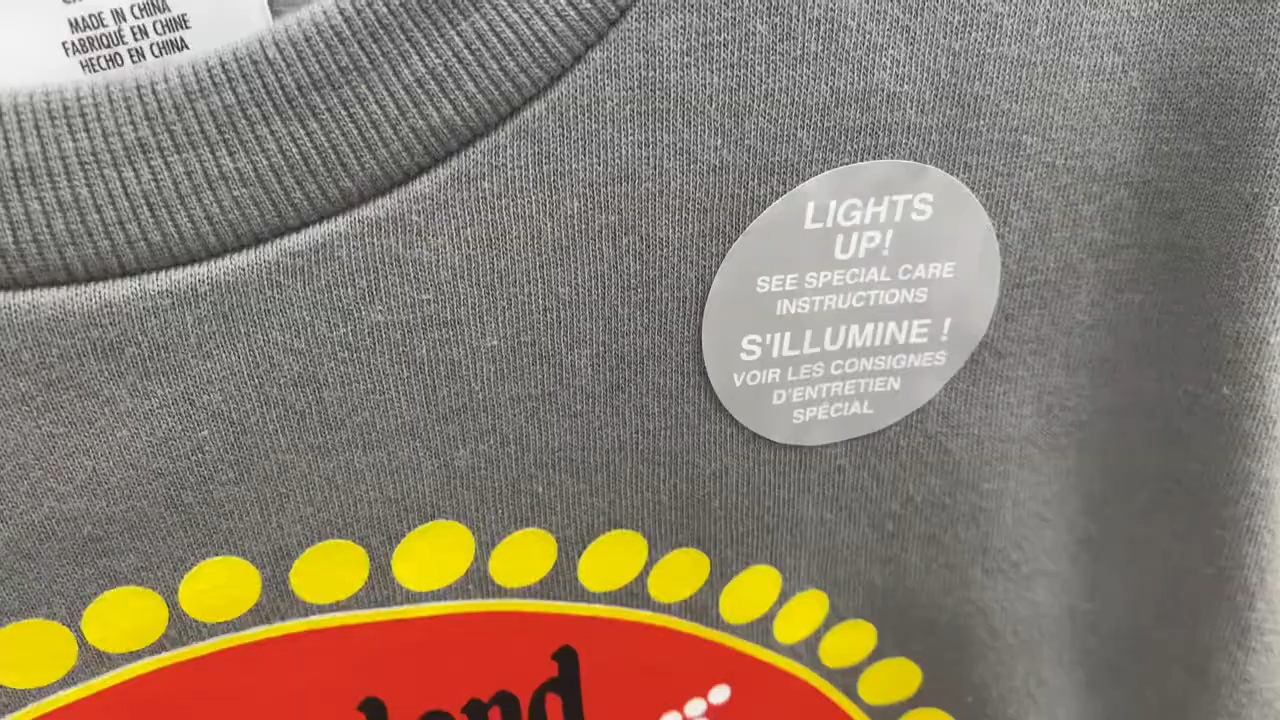 MADE IN CHINA
FABRIQUÉ EN CHINE
HECHO EN CHINA
LIGHTS
UP!
SEE SPECIAL CARE
INSTRUCTIONS
S'ILLUMINE !
VOIR LES CONSIGNES
D'ENTRETIEN
SPÉCIAL